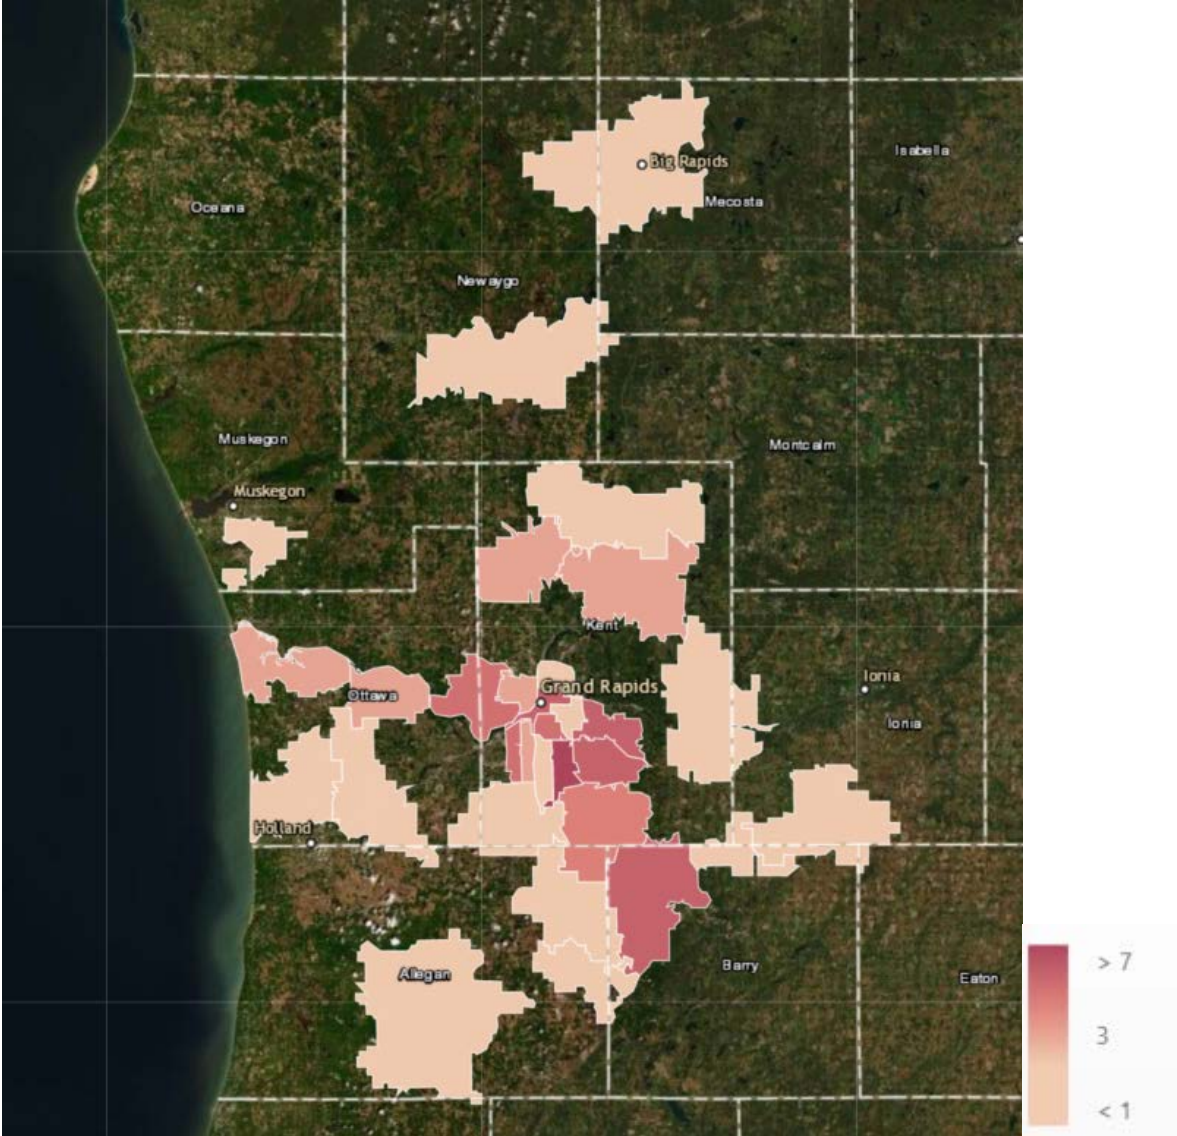 Isabella
Big Rapids
Mecosta
Oceana
Newaygo
Muskegon
Montcalm
Muskegon
Kent
Ionia
Grand Rapids
Ottawa
Ionia
Holland
Barry
Allegan
Eaton
> 7
3
< 1